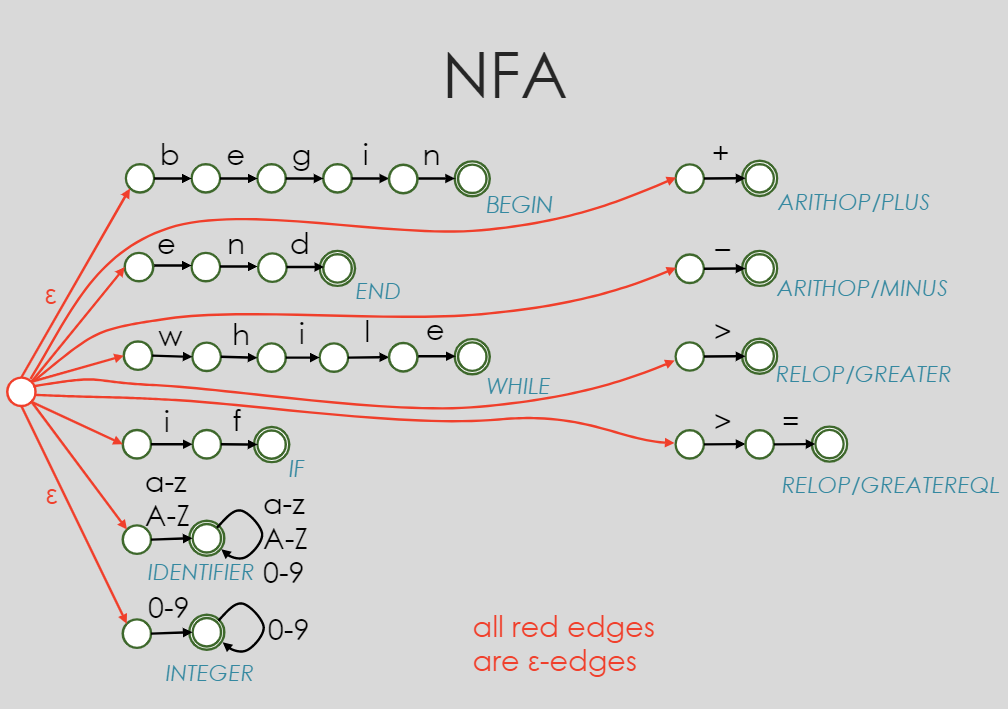 NFA
b e g i n
BEGIN
+
ARITHOP/PLUS
e n d
END
–
ARITHOP/MINUS
ε
w h i l e
WHILE
>
RELOP/GREATER
i f
IF
> =
RELOP/GREATEREQL
ε
a-z
A-Z
a-z
A-Z
0-9
IDENTIFIER
0-9
0-9
INTEGER
all red edges
are ε-edges